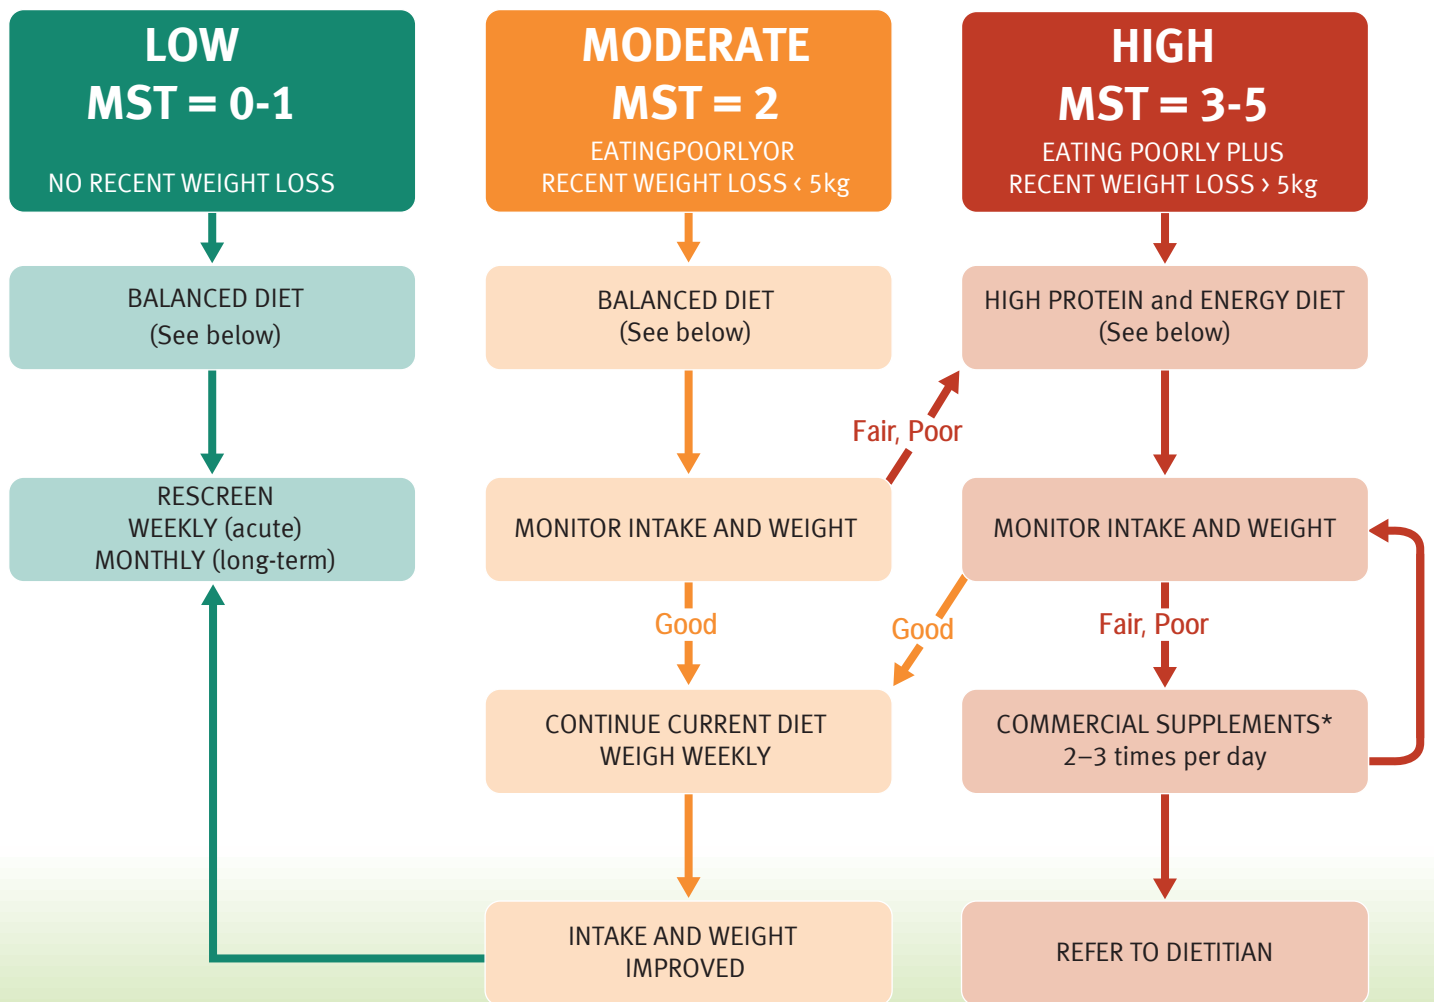 LOW
MST = 0-1
NO RECENT WEIGHT LOSS
BALANCED DIET
(See below)
RESCREEN
WEEKLY (acute)
MONTHLY (long-term)
MODERATE
MST = 2
EATINGPOORLYOR
RECENT WEIGHT LOSS < 5kg
BALANCED DIET
(See below)
MONITOR INTAKE AND WEIGHT
Fair, Poor
Good
CONTINUE CURRENT DIET
WEIGH WEEKLY
INTAKE AND WEIGHT
IMPROVED
HIGH
MST = 3-5
EATING POORLY PLUS
RECENT WEIGHT LOSS > 5kg
HIGH PROTEIN and ENERGY DIET
(See below)
MONITOR INTAKE AND WEIGHT
Good
Fair, Poor
COMMERCIAL SUPPLEMENTS*
2–3 times per day
REFER TO DIETITIAN